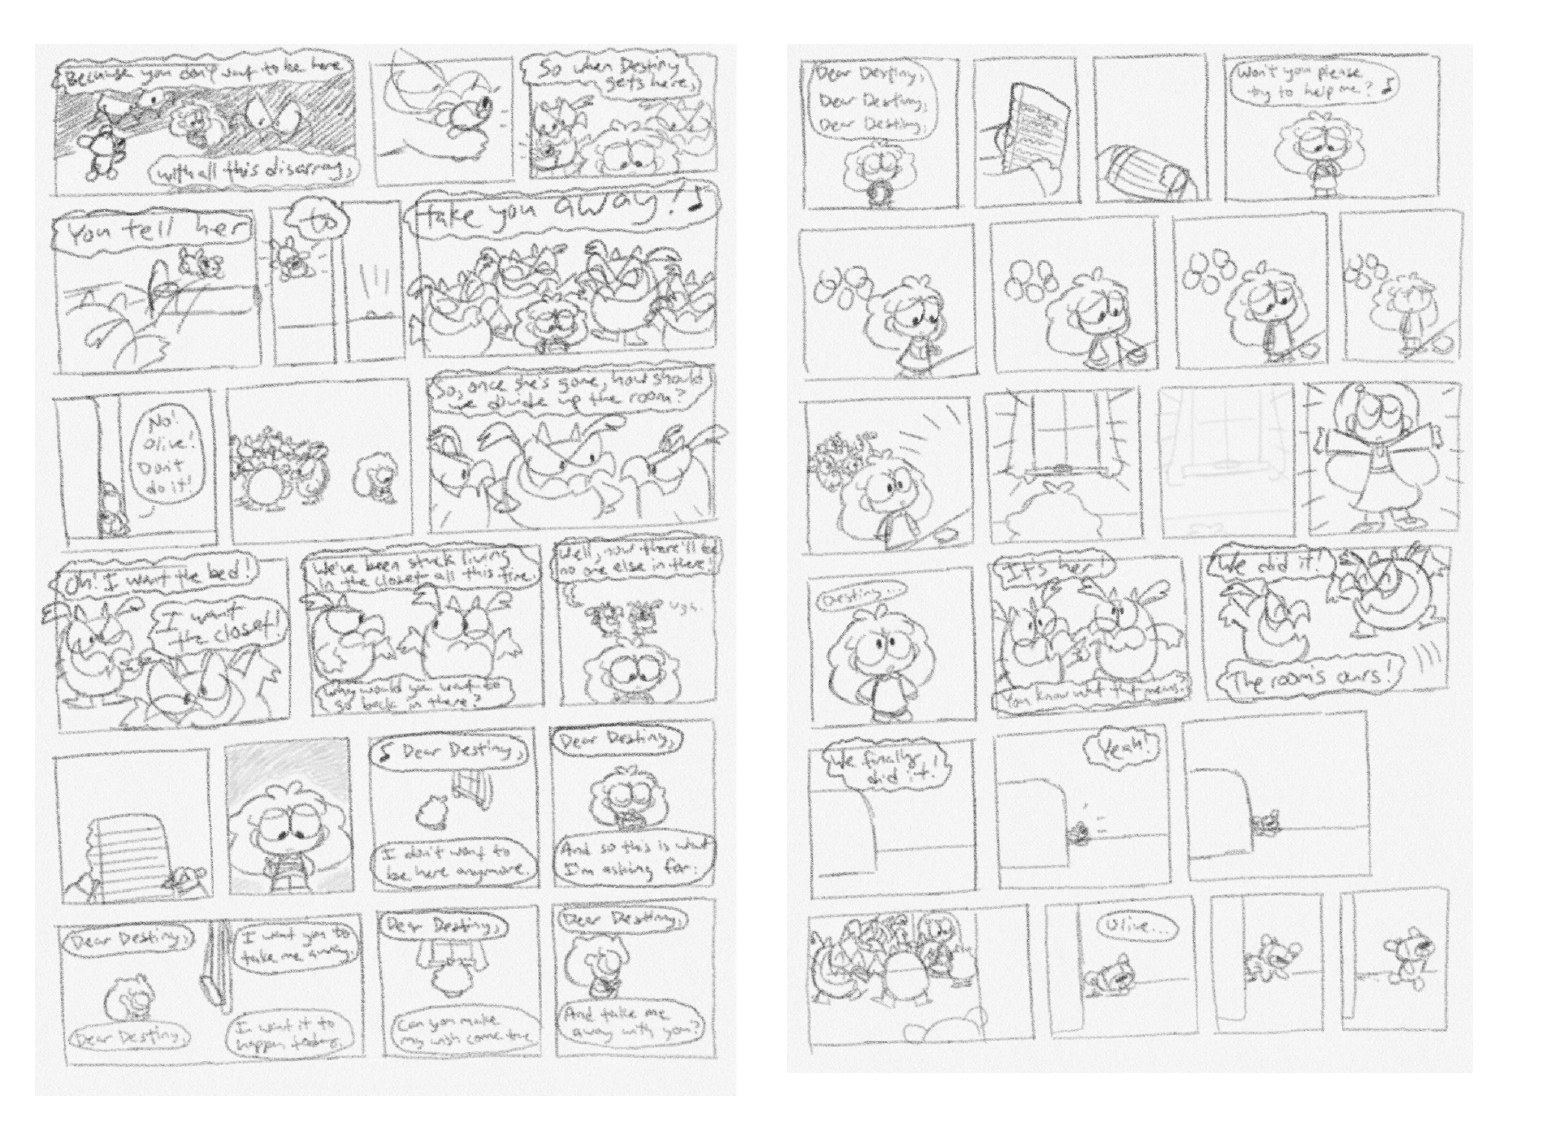 Because you don't want to be here
with all this disarray,
So when Destiny
gets here,
You tell her
to
take you away! ♪
No!
Olive!
Don't
do it!
So, once she's gone, how should
we divide up the room?
Oh! I want the bed!
I want
the closet!
We've been stuck living
in the closet all this time.
Why would you want to
go back in there?
Well, now there'll be
no one else in there!
Ugh.
♪ Dear Destiny,
I don't want to
be here anymore.
Dear Destiny,
And so this is what
I'm asking for.
Dear Destiny,
I want you to
take me away.
Dear Destiny,
I want it to
happen today.
Dear Destiny,
Can you make
my wish come true
Dear Destiny,
And take me
away with you?
Dear Destiny,
Dear Destiny,
Dear Destiny.
Won't you please
try to help me? ♪
Destiny...
It's her!
You know what that means?
We did it!
The room's ours!
We finally
did it!
Yeah!
Olive...